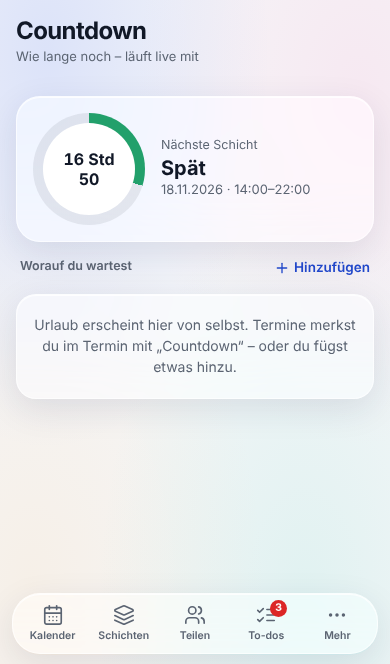 Countdown
Wie lange noch – läuft live mit
16 Std
50
Nächste Schicht
Spät
18.11.2026 · 14:00–22:00
Worauf du wartest
+ Hinzufügen
Urlaub erscheint hier von selbst. Termine merkst
du im Termin mit „Countdown“ – oder du fügst
etwas hinzu.
3
Kalender
Schichten
Teilen
To-dos
Mehr